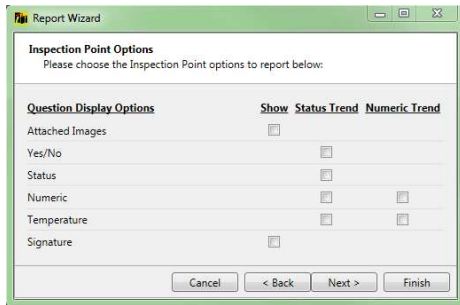 Report Wizard
Inspection Point Options
Please choose the Inspection Point options to report below:
Question Display Options Show Status Trend Numeric Trend
Attached Images
Yes/No
Status
Numeric
Temperature
Signature
Cancel < Back Next > Finish